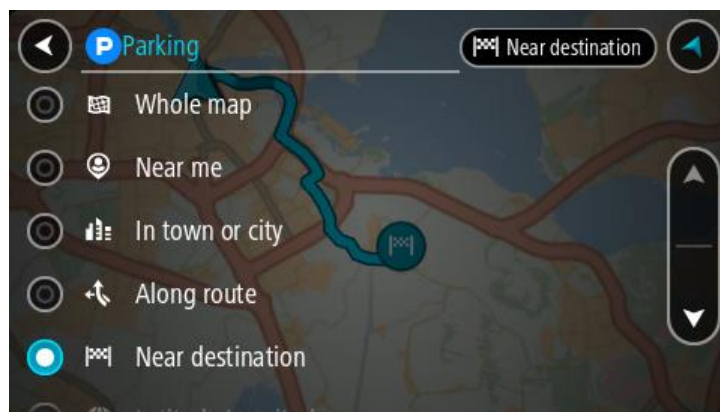 P Parking
Near destination
Whole map
Near me
In town or city
Along route
Near destination